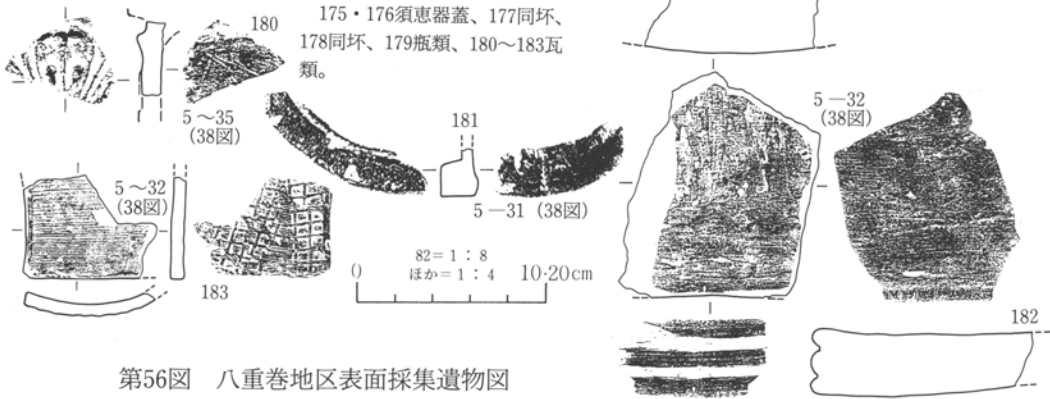 175・176須恵器蓋、177同坏、
178同坏、179瓶類、180〜183瓦
類。
180
5〜35
(38図)
181
5―31 (38図)
5―32
(38図)
5〜32
(38図)
183
82=1：8
ほか=1：4
0
10・20cm
182
第56図 八重巻地区表面採集遺物図